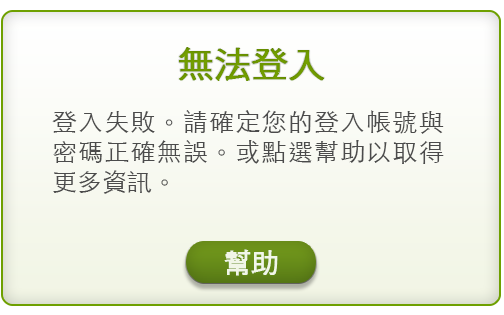 無法登入
登入失敗。請確定您的登入帳號與
密碼正確無誤。或點選幫助以取得
更多資訊。
幫助